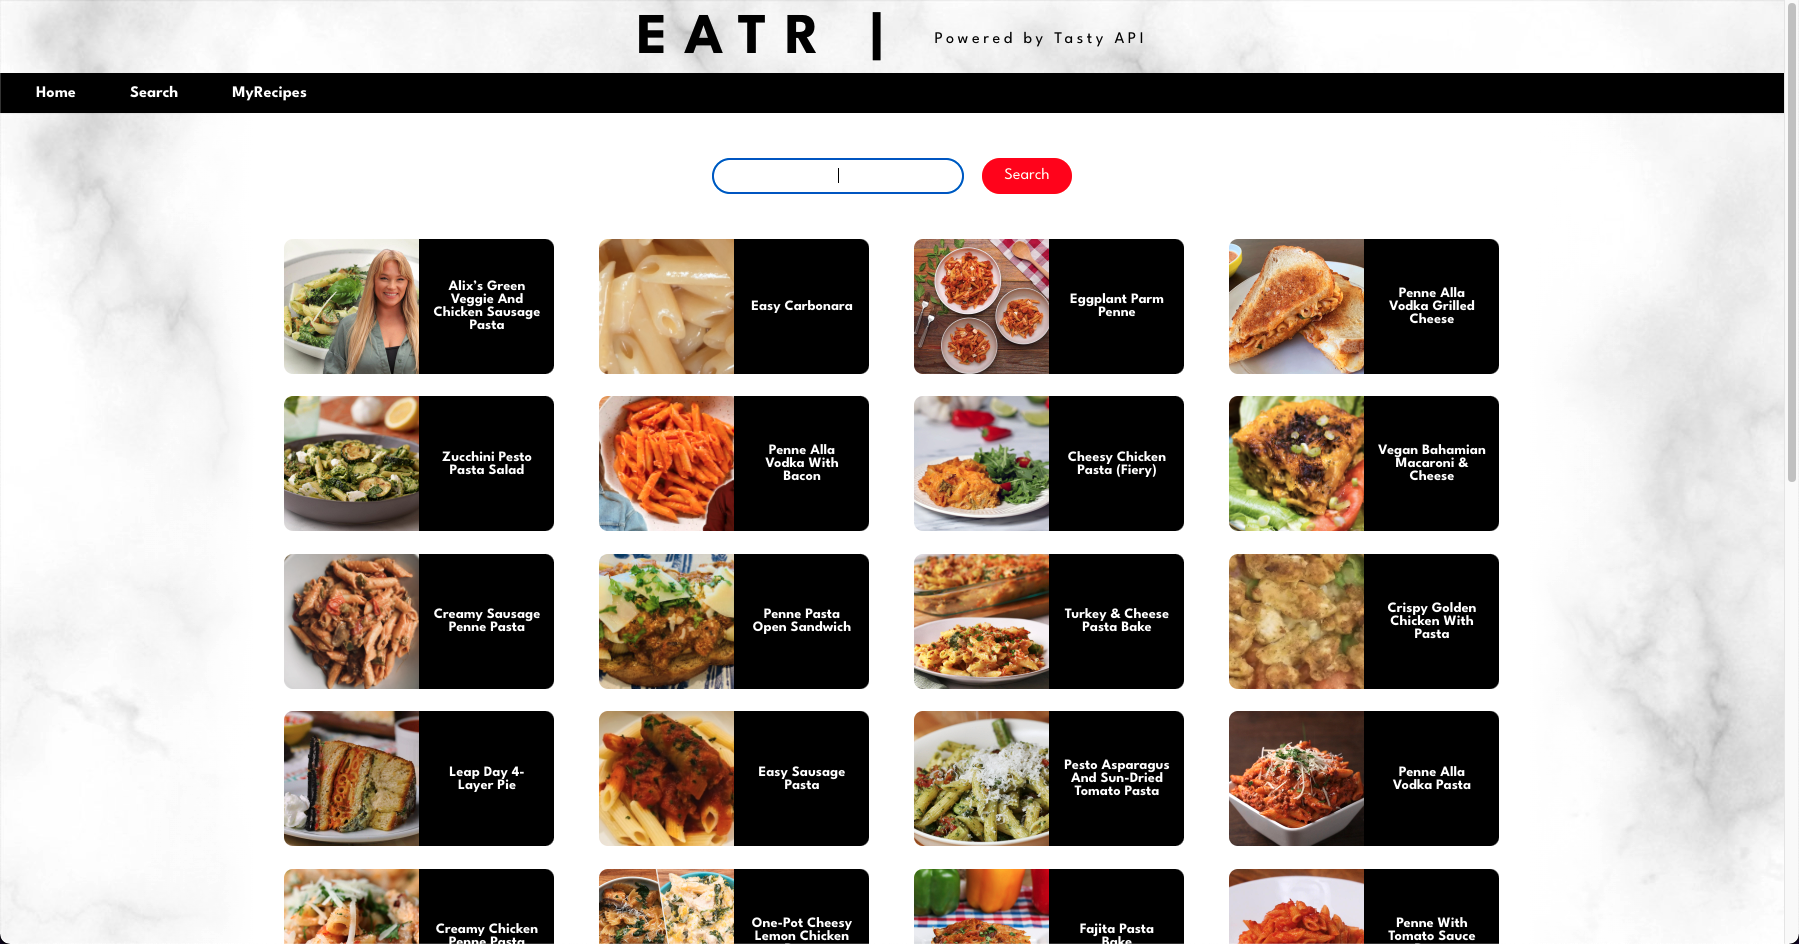 EATR |
Powered by Tasty API
Home
Search
MyRecipes
Search
Alix's Green
Veggie And
Chicken Sausage
Pasta
Easy Carbonara
Eggplant Parm
Penne
Penne Alla
Vodka Grilled
Cheese
Zucchini Pesto
Pasta Salad
Penne Alla
Vodka With
Bacon
Cheesy Chicken
Pasta (Fiery)
Vegan Bahamian
Macaroni &
Cheese
Creamy Sausage
Penne Pasta
Penne Pasta
Open Sandwich
Turkey & Cheese
Pasta Bake
Crispy Golden
Chicken With
Pasta
Leap Day 4-
Layer Pie
Easy Sausage
Pasta
Pesto Asparagus
And Sun-Dried
Tomato Pasta
Penne Alla
Vodka Pasta
Creamy Chicken
Penne Pasta
One-Pot Cheesy
Lemon Chicken
Fajita Pasta
Bake
Penne With
Tomato Sauce